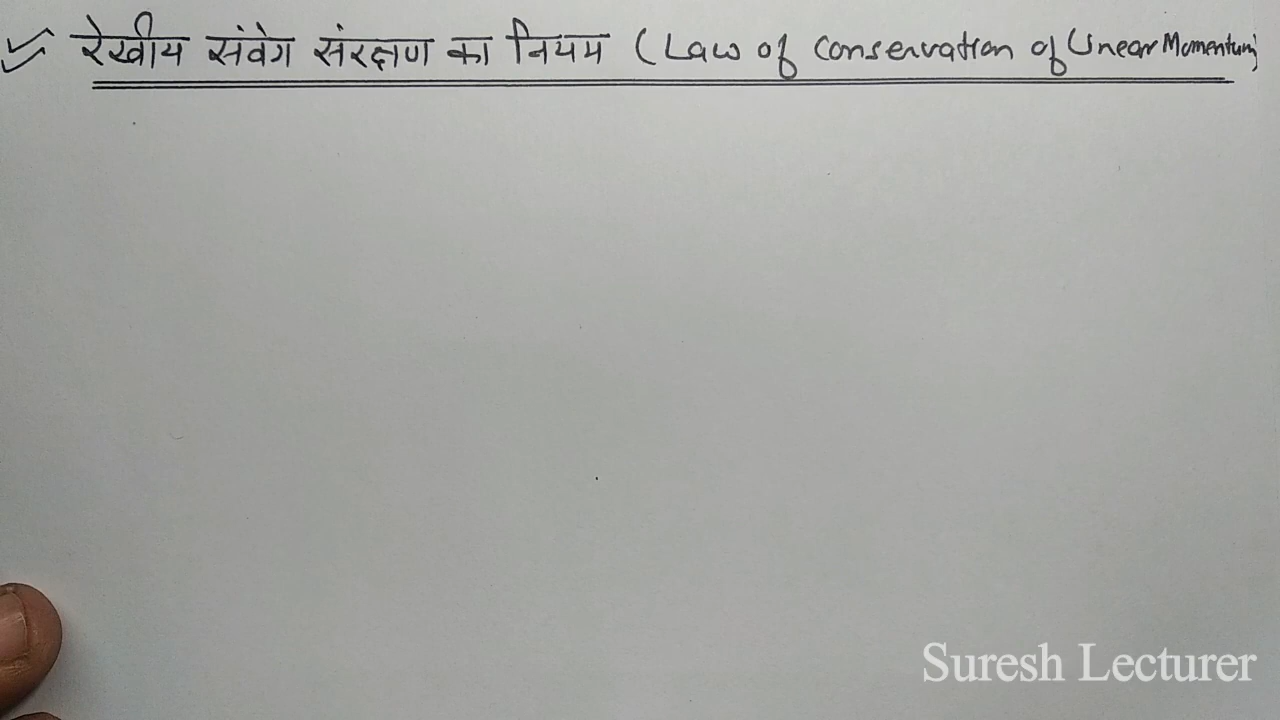 रेखीय संवेग संरक्षण का नियम (Law of Conservation of Linear Momentum)
Suresh Lecturer